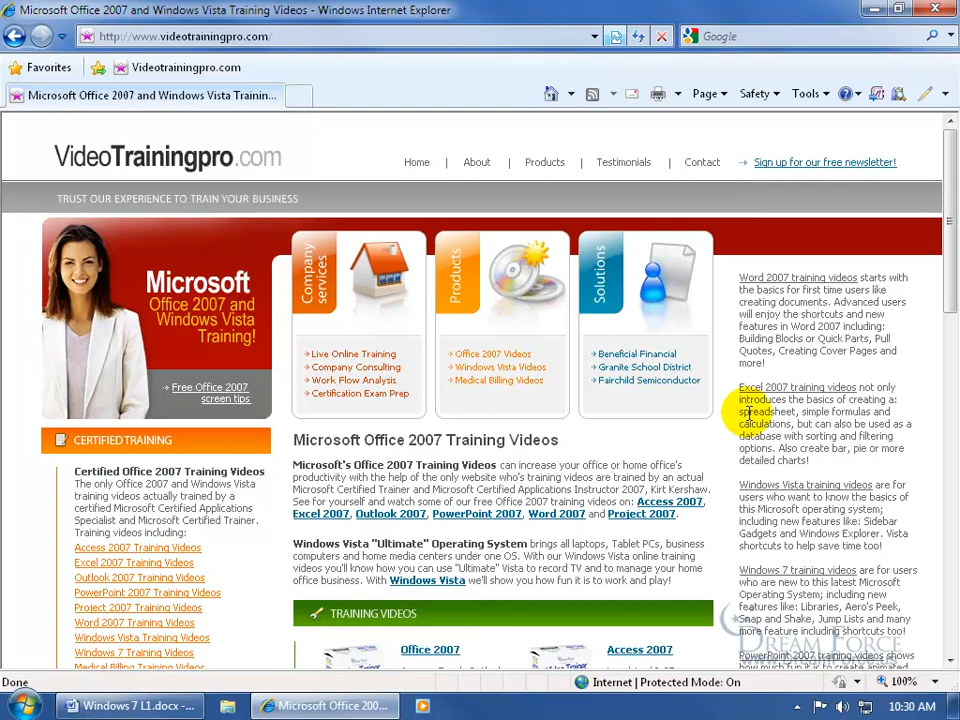 Microsoft Office 2007 and Windows Vista Training Videos - Windows Internet Explorer
http://www.videotrainingpro.com/
Google
Favorites
Videotrainingpro.com
Microsoft Office 2007 and Windows Vista Trainin...
Page
Safety
Tools
VideoTrainingpro.com
Home
About
Products
Testimonials
Contact
Sign up for our free newsletter!
TRUST OUR EXPERIENCE TO TRAIN YOUR BUSINESS
Microsoft
Office 2007 and
Windows Vista
Training!
Free Office 2007
screen tips
Company
services
Live Online Training
Company Consulting
Work Flow Analysis
Certification Exam Prep
Products
Office 2007 Videos
Windows Vista Videos
Medical Billing Videos
Solutions
Beneficial Financial
Granite School District
Fairchild Semiconductor
CERTIFIED TRAINING
Certified Office 2007 Training Videos
The only Office 2007 and Windows
Vista training videos actually trained by a
certified Microsoft Certified Applications
Specialist and Microsoft Certified Trainer.
Training videos including:
Access 2007 Training Videos
Excel 2007 Training Videos
Outlook 2007 Training Videos
PowerPoint 2007 Training Videos
Project 2007 Training Videos
Word 2007 Training Videos
Windows Vista Training Videos
Windows 7 Training Videos
Medical Billing Training Videos
Microsoft Office 2007 Training Videos
Microsoft's Office 2007 Training Videos can increase your office or home office's
productivity with the help of the only website who's training videos are trained by an actual
Microsoft Certified Trainer and Microsoft Certified Applications Instructor 2007, Kirt Kershaw.
See for yourself and watch some of our free Office 2007 training videos on: Access 2007,
Excel 2007, Outlook 2007, PowerPoint 2007, Word 2007 and Project 2007.
Windows Vista "Ultimate" Operating System brings all laptops, Tablet PCs, business
computers and home media centers under one OS. With our Windows Vista online training
videos you'll know how you can use "Ultimate" Vista to record TV and to manage your home
office business. With Windows Vista we'll show you how fun it is to work and play!
TRAINING VIDEOS
Office 2007
Access 2007
Word 2007 training videos starts with
the basics for first time users like
creating documents. Advanced users
will enjoy the shortcuts and new
features in Word 2007 including:
Building Blocks or Quick Parts, Pull
Quotes, Creating Cover Pages and
more!
Excel 2007 training videos not only
introduces the basics of creating a:
spreadsheet, simple formulas and
calculations, but can also be used as a
database with sorting and filtering
options. Also create bar, pie or more
detailed charts!
Windows Vista training videos are for
users who want to know the basics of
this Microsoft operating system;
including new features like: Sidebar
Gadgets and Windows Explorer. Vista
shortcuts to help save time too!
Windows 7 training videos are for users
who are new to this latest Microsoft
Operating System; including new
features like: Libraries, Aero's Peek,
Snap and Shake, Jump Lists and many
more feature including shortcuts too!
PowerPoint 2007 training videos shows
DREAM FORCE
Done
Internet | Protected Mode: On
100%
Windows 7 L1.docx -...
Microsoft Office 200...
10:30 AM